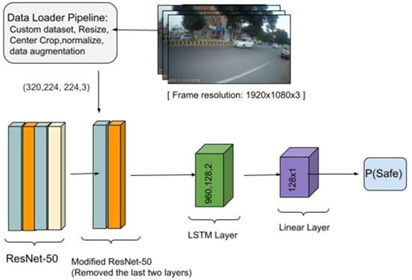 Data Loader Pipeline:
Custom dataset, Resize,
Center Crop,normalize,
data augmentation
[ Frame resolution: 1920x1080x3 ]
(320,224, 224,3)
960,128,2
128x1
P(Safe)
LSTM Layer
Linear Layer
ResNet-50
Modified ResNet-50
(Removed the last two layers)